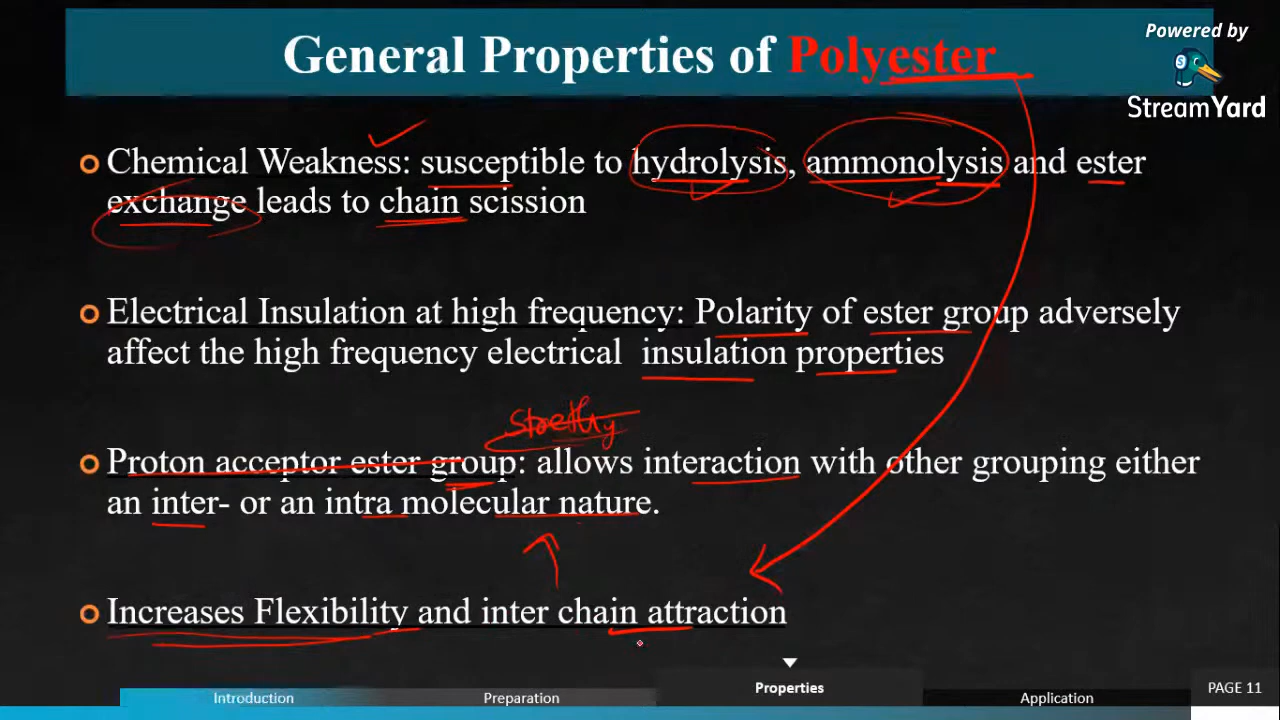 Powered by
StreamYard
General Properties of Polyester
Chemical Weakness: susceptible to hydrolysis, ammonolysis and ester
exchange leads to chain scission
Electrical Insulation at high frequency: Polarity of ester group adversely
affect the high frequency electrical insulation properties
Proton acceptor ester group: allows interaction with other grouping either
an inter- or an intra molecular nature.
Increases Flexibility and inter chain attraction
Introduction
Preparation
Properties
Application
PAGE 11